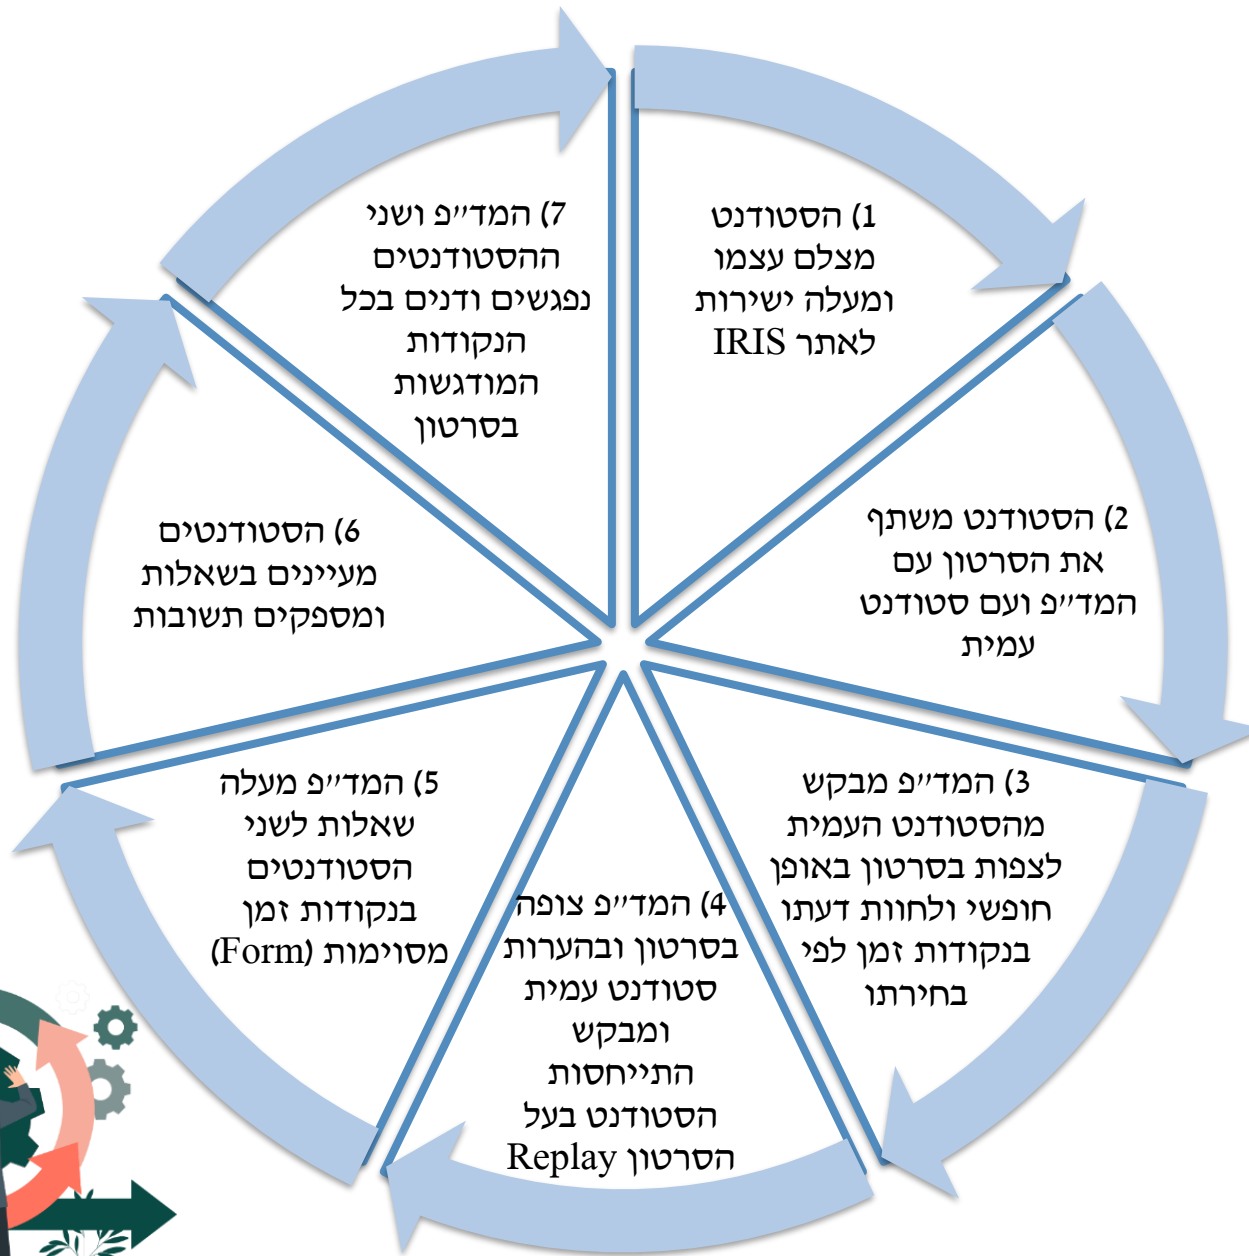 1) הסטודנט
מצלם עצמו
ומעלה ישירות
לאתר IRIS
2) הסטודנט משתף
את הסרטון עם
המד״פ ועם סטודנט
עמית
3) המד״פ מבקש
מהסטודנט העמית
לצפות בסרטון באופן
חופשי ולחוות דעתו
בנקודות זמן לפי
בחירתו
4) המד״פ צופה
בסרטון ובהערות
סטודנט עמית
ומבקש
התייחסות
הסטודנט בעל
הסרטון Replay
5) המד״פ מעלה
שאלות לשני
הסטודנטים
בנקודות זמן
מסוימות (Form)
6) הסטודנטים
מעיינים בשאלות
ומספקים תשובות
7) המד״פ ושני
ההסטודנטים
נפגשים ודנים בכל
הנקודות
המודגשות
בסרטון